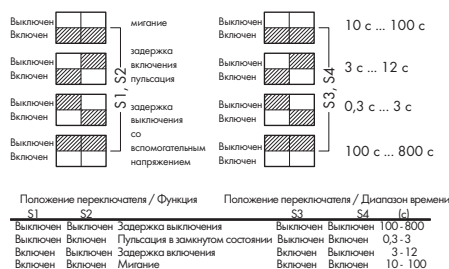 Выключен
Включен
мигание
Выключен
Включен
задержка
включения
пульсация
Выключен
Включен
задержка
выключения
Выключен
Включен
со
вспомогательным
напряжением
S1, S2
Выключен
Включен
10 с ... 100 с
Выключен
Включен
3 с ... 12 с
Выключен
Включен
0,3 с ... 3 с
Выключен
Включен
100 с ... 800 с
S3, S4
Положение переключателя / Функция Положение переключателя / Диапазон времени
S1 S2 S3 S4 (с)
Выключен Выключен Задержка выключения Выключен Выключен 100 - 800
Выключен Включен Пульсация в замкнутом состоянии Выключен Включен 0,3 - 3
Включен Выключен Задержка включения Включен Выключен 3 - 12
Включен Включен Мигание Включен Включен 10 - 100